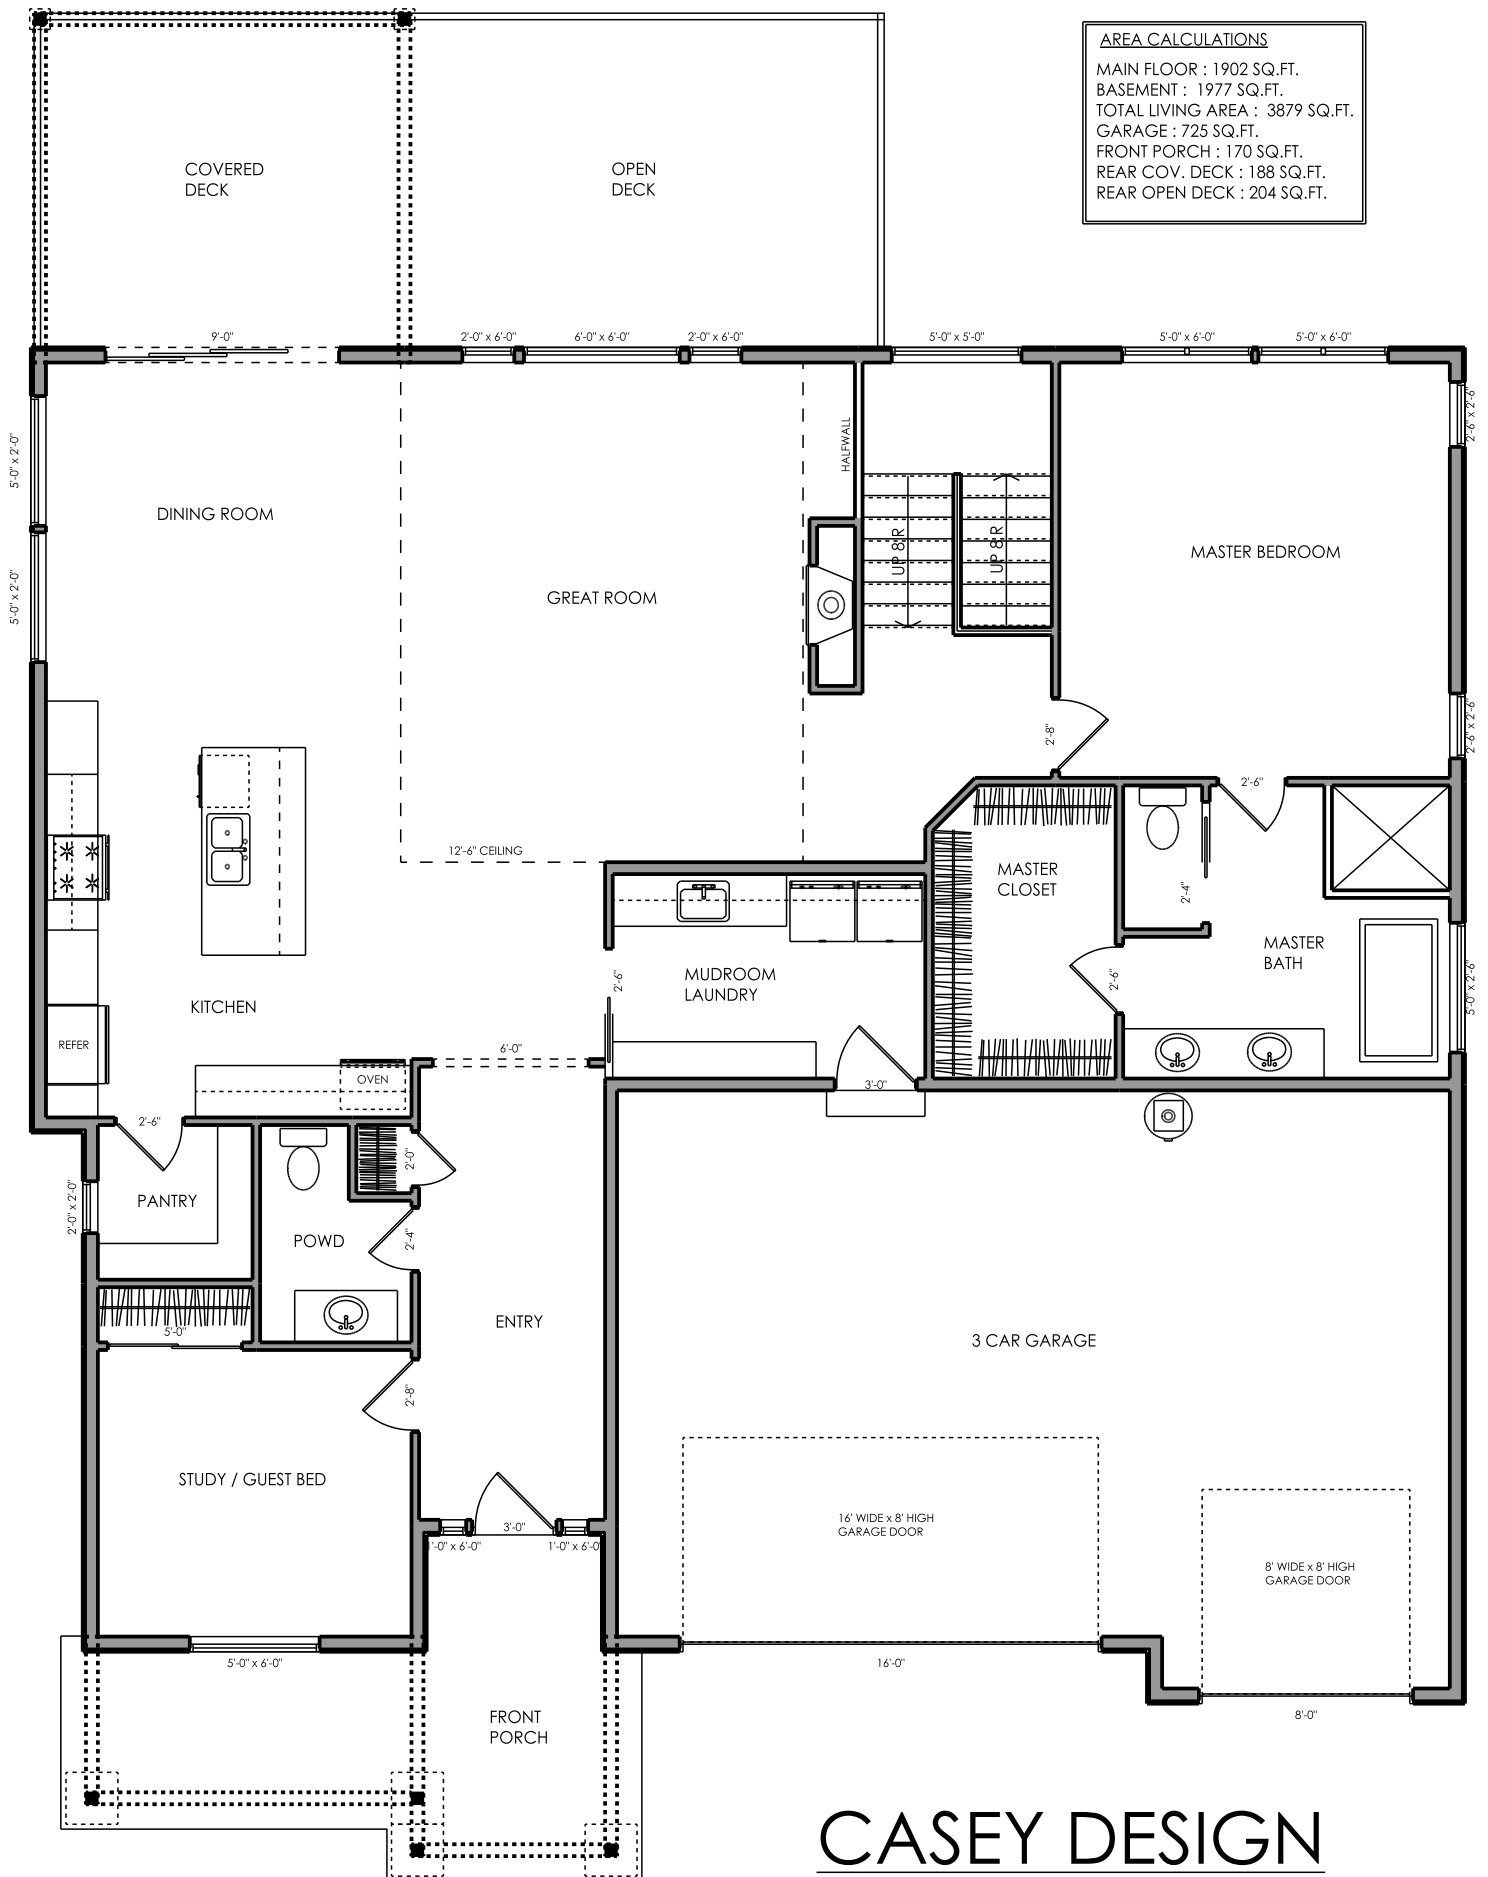 AREA CALCULATIONS
MAIN FLOOR : 1902 SQ.FT.
BASEMENT : 1977 SQ.FT.
TOTAL LIVING AREA : 3879 SQ.FT.
GARAGE : 725 SQ.FT.
FRONT PORCH : 170 SQ.FT.
REAR COV. DECK : 188 SQ.FT.
REAR OPEN DECK : 204 SQ.FT.
COVERED
DECK
OPEN
DECK
9'-0"
2'-0" x 6'-0"
6'-0" x 6'-0"
2'-0" x 6'-0"
5'-0" x 5'-0"
5'-0" x 6'-0"
5'-0" x 6'-0"
2'-6" x 2'-6"
5'-0" x 2'-0"
HALFWALL
DINING ROOM
UP 8 R
UP 8 R
MASTER BEDROOM
5'-0" x 2'-0"
GREAT ROOM
2'-8"
2'-6" x 2'-6"
2'-6"
12'-6" CEILING
MASTER
CLOSET
2'-4"
MASTER
BATH
MUDROOM
LAUNDRY
2'-6"
2'-6"
5'-0" x 2'-6"
KITCHEN
REFER
6'-0"
OVEN
3'-0"
2'-6"
2'-0"
PANTRY
2'-0" x 2'-0"
POWD
2'-4"
5'-0"
ENTRY
3 CAR GARAGE
2'-8"
STUDY / GUEST BED
3'-0"
1'-0" x 6'-0"
1'-0" x 6'-0"
16' WIDE x 8' HIGH
GARAGE DOOR
8' WIDE x 8' HIGH
GARAGE DOOR
5'-0" x 6'-0"
16'-0"
8'-0"
FRONT
PORCH
CASEY DESIGN